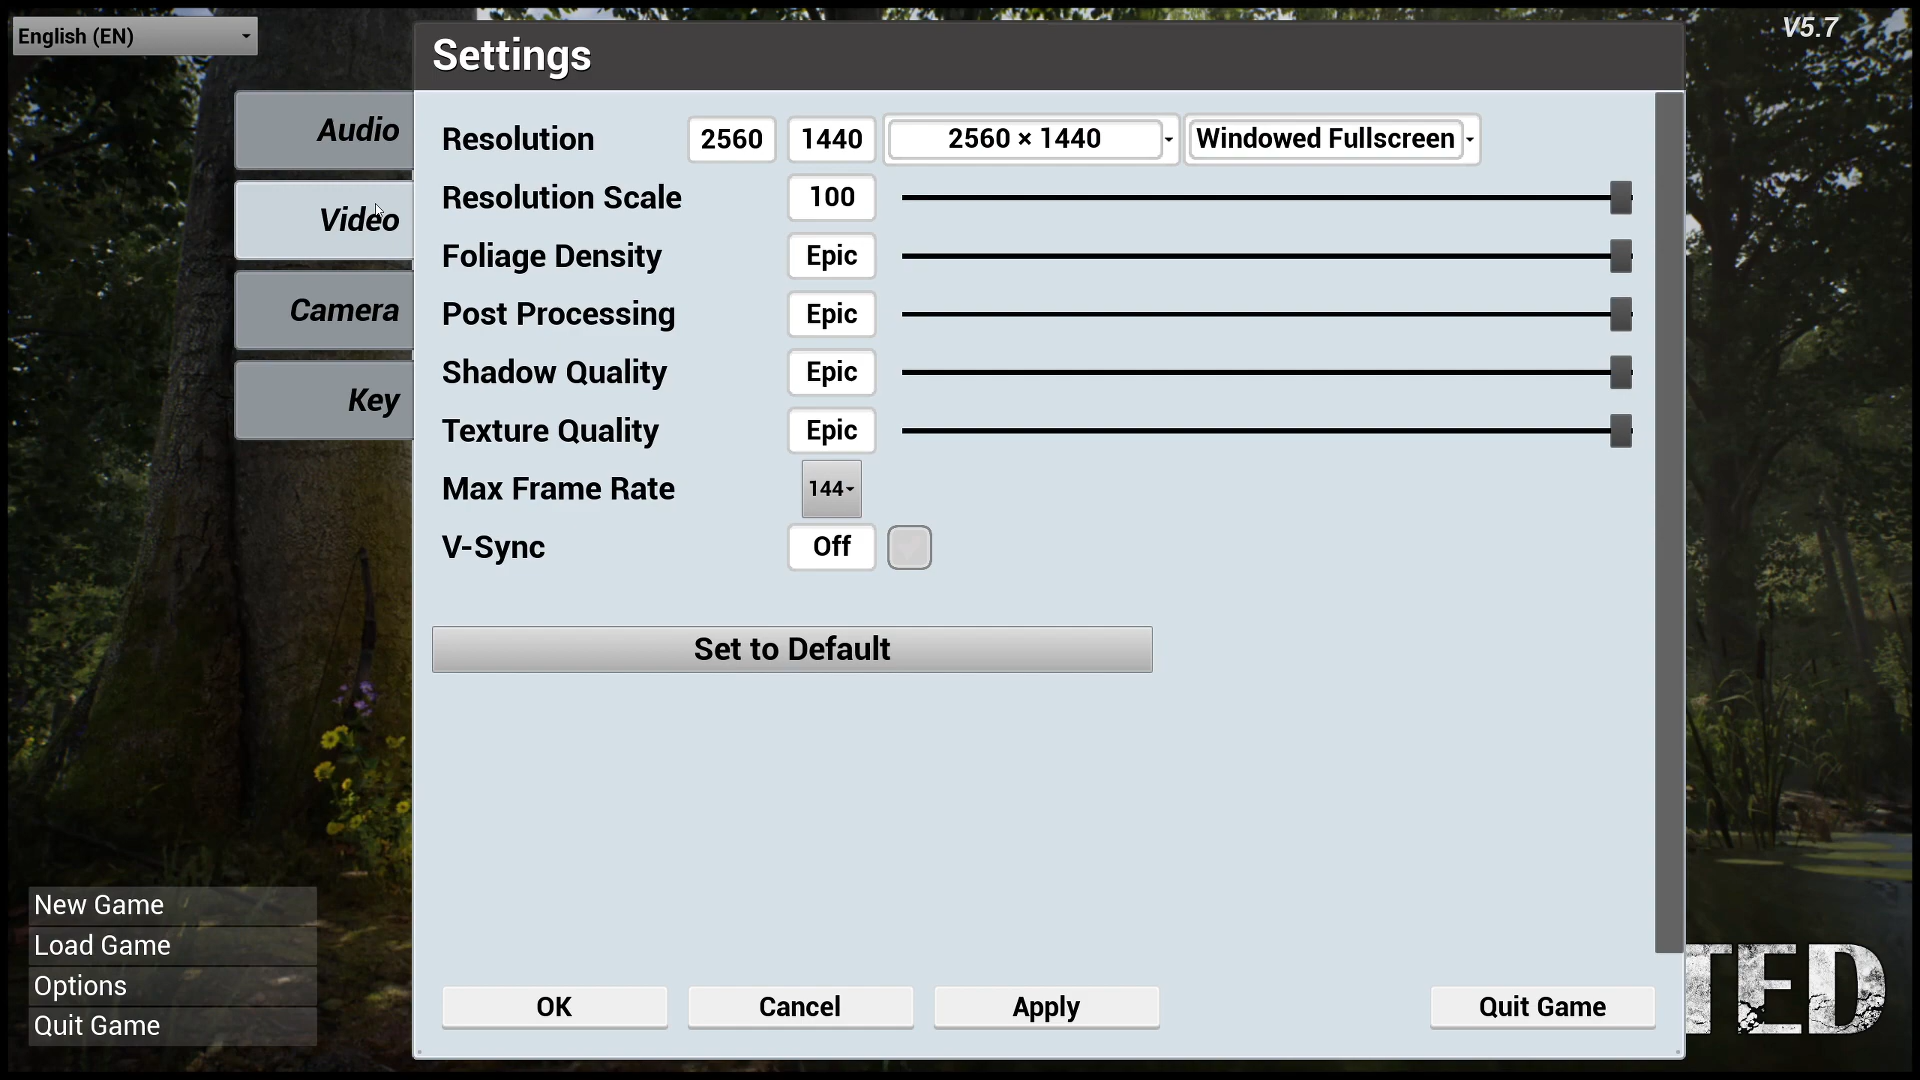 English (EN)
V5.7
Settings
Audio
Video
Camera
Key
Resolution 2560 1440 2560 × 1440 Windowed Fullscreen
Resolution Scale 100
Foliage Density Epic
Post Processing Epic
Shadow Quality Epic
Texture Quality Epic
Max Frame Rate 144
V-Sync Off
Set to Default
New Game
Load Game
Options
Quit Game
OK Cancel Apply Quit Game
TED